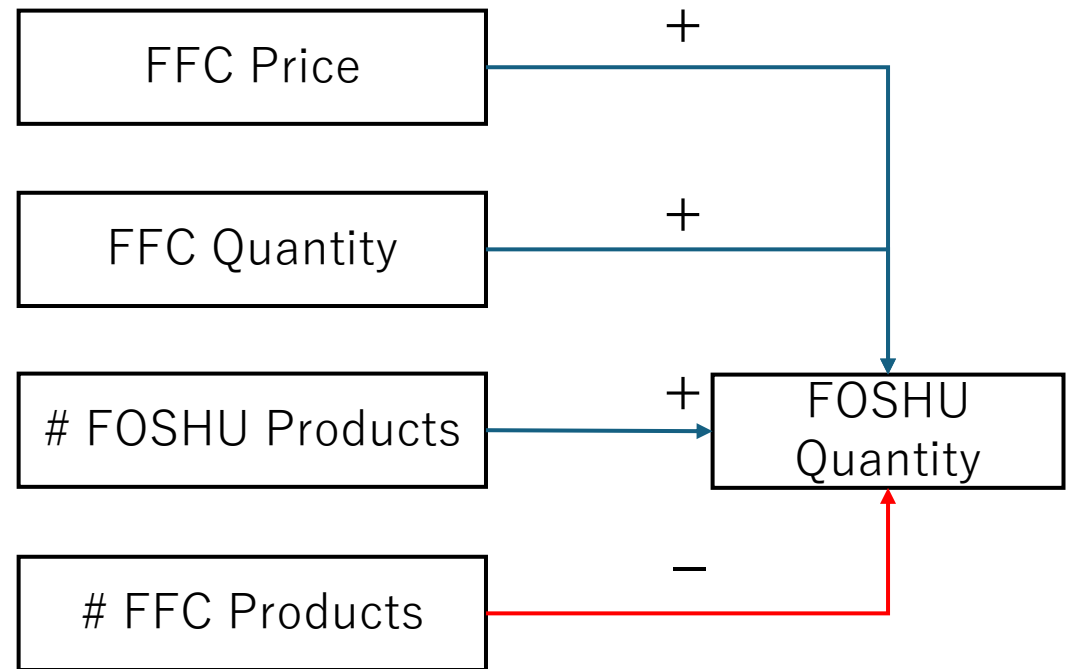 +
FFC Price
+
FFC Quantity
+
# FOSHU Products
FOSHU
Quantity
−
# FFC Products